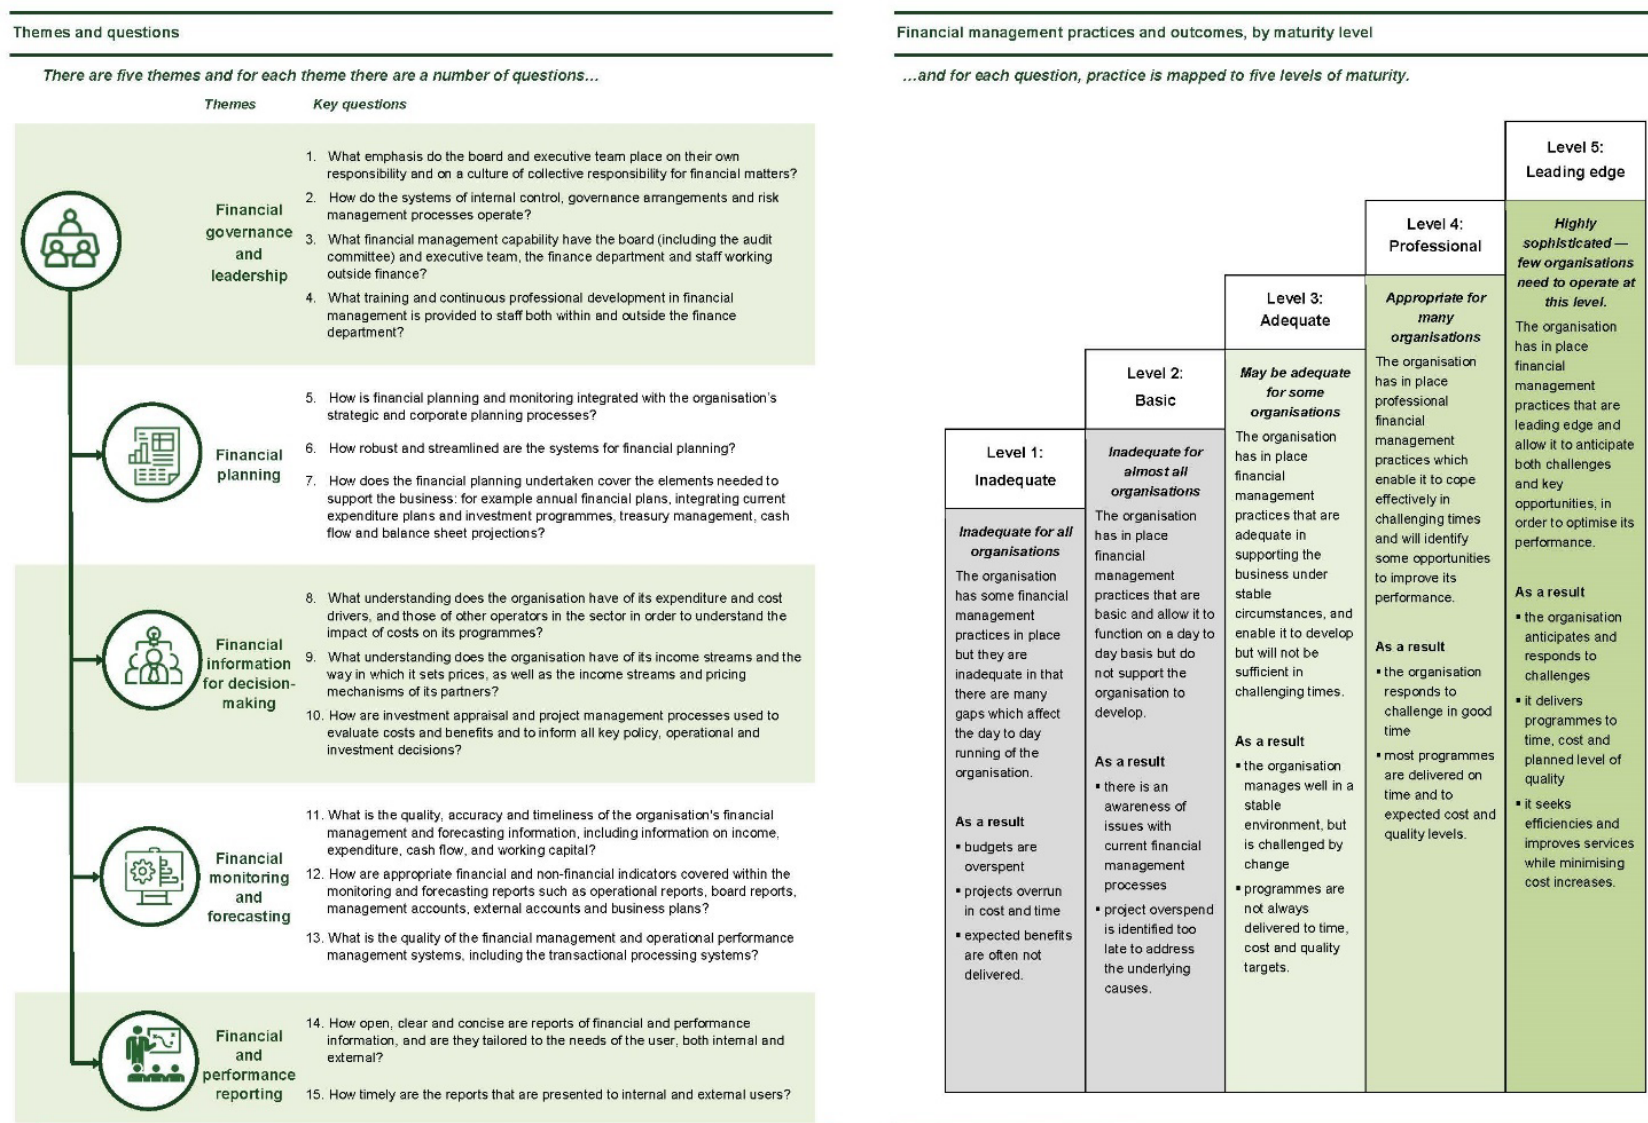 Themes and questions
There are five themes and for each theme there are a number of questions...
Themes
Key questions
Financial
governance
and
leadership
1. What emphasis do the board and executive team place on their own
responsibility and on a culture of collective responsibility for financial matters?
2. How do the systems of internal control, governance arrangements and risk
management processes operate?
3. What financial management capability have the board (including the audit
committee) and executive team, the finance department and staff working
outside finance?
4. What training and continuous professional development in financial
management is provided to staff both within and outside the finance
department?
Financial
planning
5. How is financial planning and monitoring integrated with the organisation's
strategic and corporate planning processes?
6. How robust and streamlined are the systems for financial planning?
7. How does the financial planning undertaken cover the elements needed to
support the business: for example annual financial plans, integrating current
expenditure plans and investment programmes, treasury management, cash
flow and balance sheet projections?
Financial
information
for decision-
making
8. What understanding does the organisation have of its expenditure and cost
drivers, and those of other operators in the sector in order to understand the
impact of costs on its programmes?
9. What understanding does the organisation have of its income streams and the
way in which it sets prices, as well as the income streams and pricing
mechanisms of its partners?
10. How are investment appraisal and project management processes used to
evaluate costs and benefits and to inform all key policy, operational and
investment decisions?
Financial
monitoring
and
forecasting
11. What is the quality, accuracy and timeliness of the organisation's financial
management and forecasting information, including information on income,
expenditure, cash flow, and working capital?
12. How are appropriate financial and non-financial indicators covered within the
monitoring and forecasting reports such as operational reports, board reports,
management accounts, external accounts and business plans?
13. What is the quality of the financial management and operational performance
management systems, including the transactional processing systems?
Financial
and
performance
reporting
14. How open, clear and concise are reports of financial and performance
information, and are they tailored to the needs of the user, both internal and
external?
15. How timely are the reports that are presented to internal and external users?
Financial management practices and outcomes, by maturity level
...and for each question, practice is mapped to five levels of maturity.
Level 1:
Inadequate
Inadequate for all
organisations
The organisation
has some financial
management
practices in place
but they are
inadequate in that
there are many
gaps which affect
the day to day
running of the
organisation.
As a result
▪ budgets are
overspent
▪ projects overrun
in cost and time
▪ expected benefits
are often not
delivered.
Level 2:
Basic
Inadequate for
almost all
organisations
The organisation
has in place
financial
management
practices that are
basic and allow it to
function on a day to
day basis but do
not support the
organisation to
develop.
As a result
▪ there is an
awareness of
issues with
current financial
management
processes
▪ project overspend
is identified too
late to address
the underlying
causes.
Level 3:
Adequate
May be adequate
for some
organisations
The organisation
has in place
financial
management
practices that are
adequate in
supporting the
business under
stable
circumstances, and
enable it to develop
but will not be
sufficient in
challenging times.
As a result
▪ the organisation
manages well in a
stable
environment, but
is challenged by
change
▪ programmes are
not always
delivered to time,
cost and quality
targets.
Level 4:
Professional
Appropriate for
many
organisations
The organisation
has in place
professional
financial
management
practices which
enable it to cope
effectively in
challenging times
and will identify
some opportunities
to improve its
performance.
As a result
▪ the organisation
responds to
challenge in good
time
▪ most programmes
are delivered on
time and to
expected cost and
quality levels.
Level 5:
Leading edge
Highly
sophisticated —
few organisations
need to operate at
this level.
The organisation
has in place
financial
management
practices that are
leading edge and
allow it to anticipate
both challenges
and key
opportunities, in
order to optimise its
performance.
As a result
▪ the organisation
anticipates and
responds to
challenges
▪ it delivers
programmes to
time, cost and
planned level of
quality
▪ it seeks
efficiencies and
improves services
while minimising
cost increases.